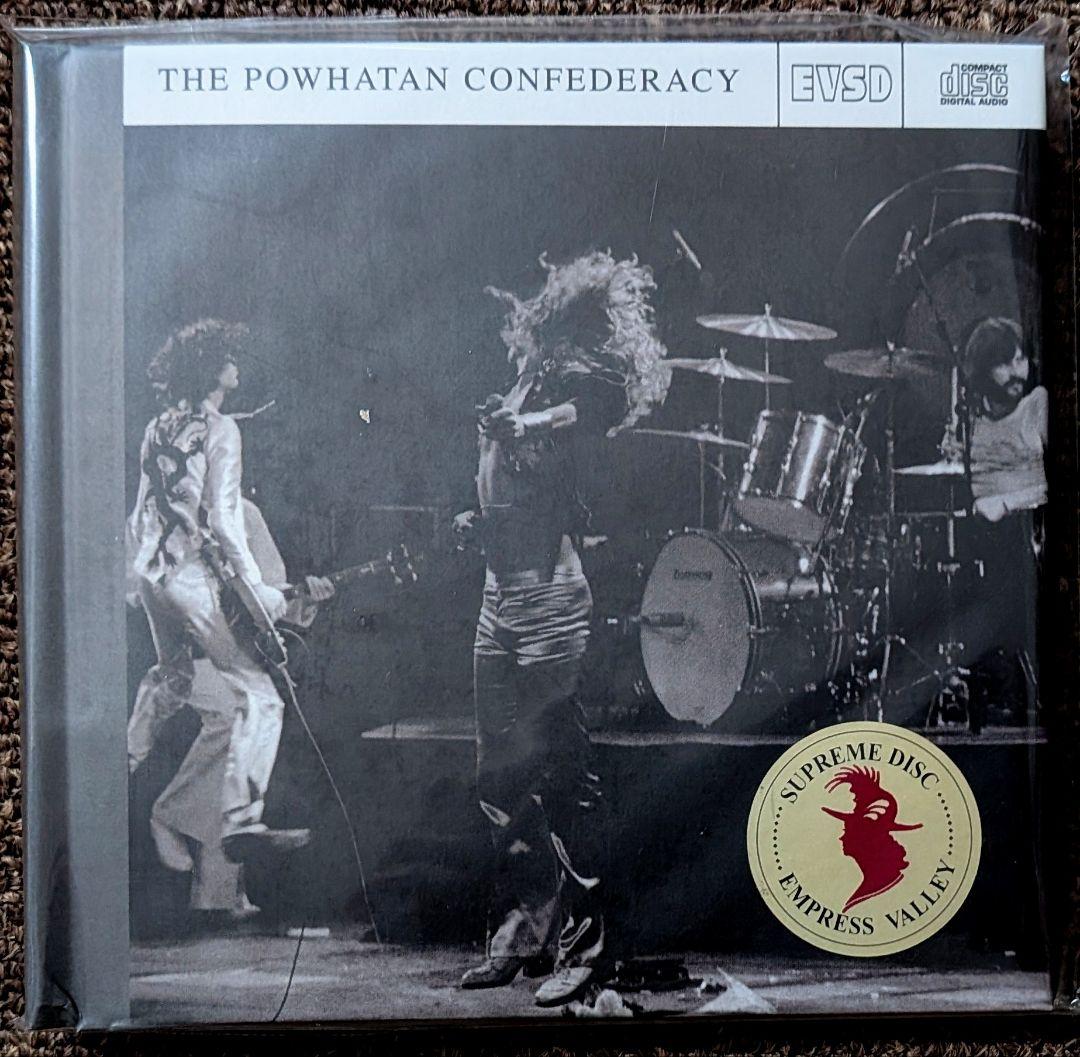 THE POWHATAN CONFEDERACY
EVSD
COMPACT
disc
DIGITAL AUDIO
SUPREME DISC
EMPRESS VALLEY